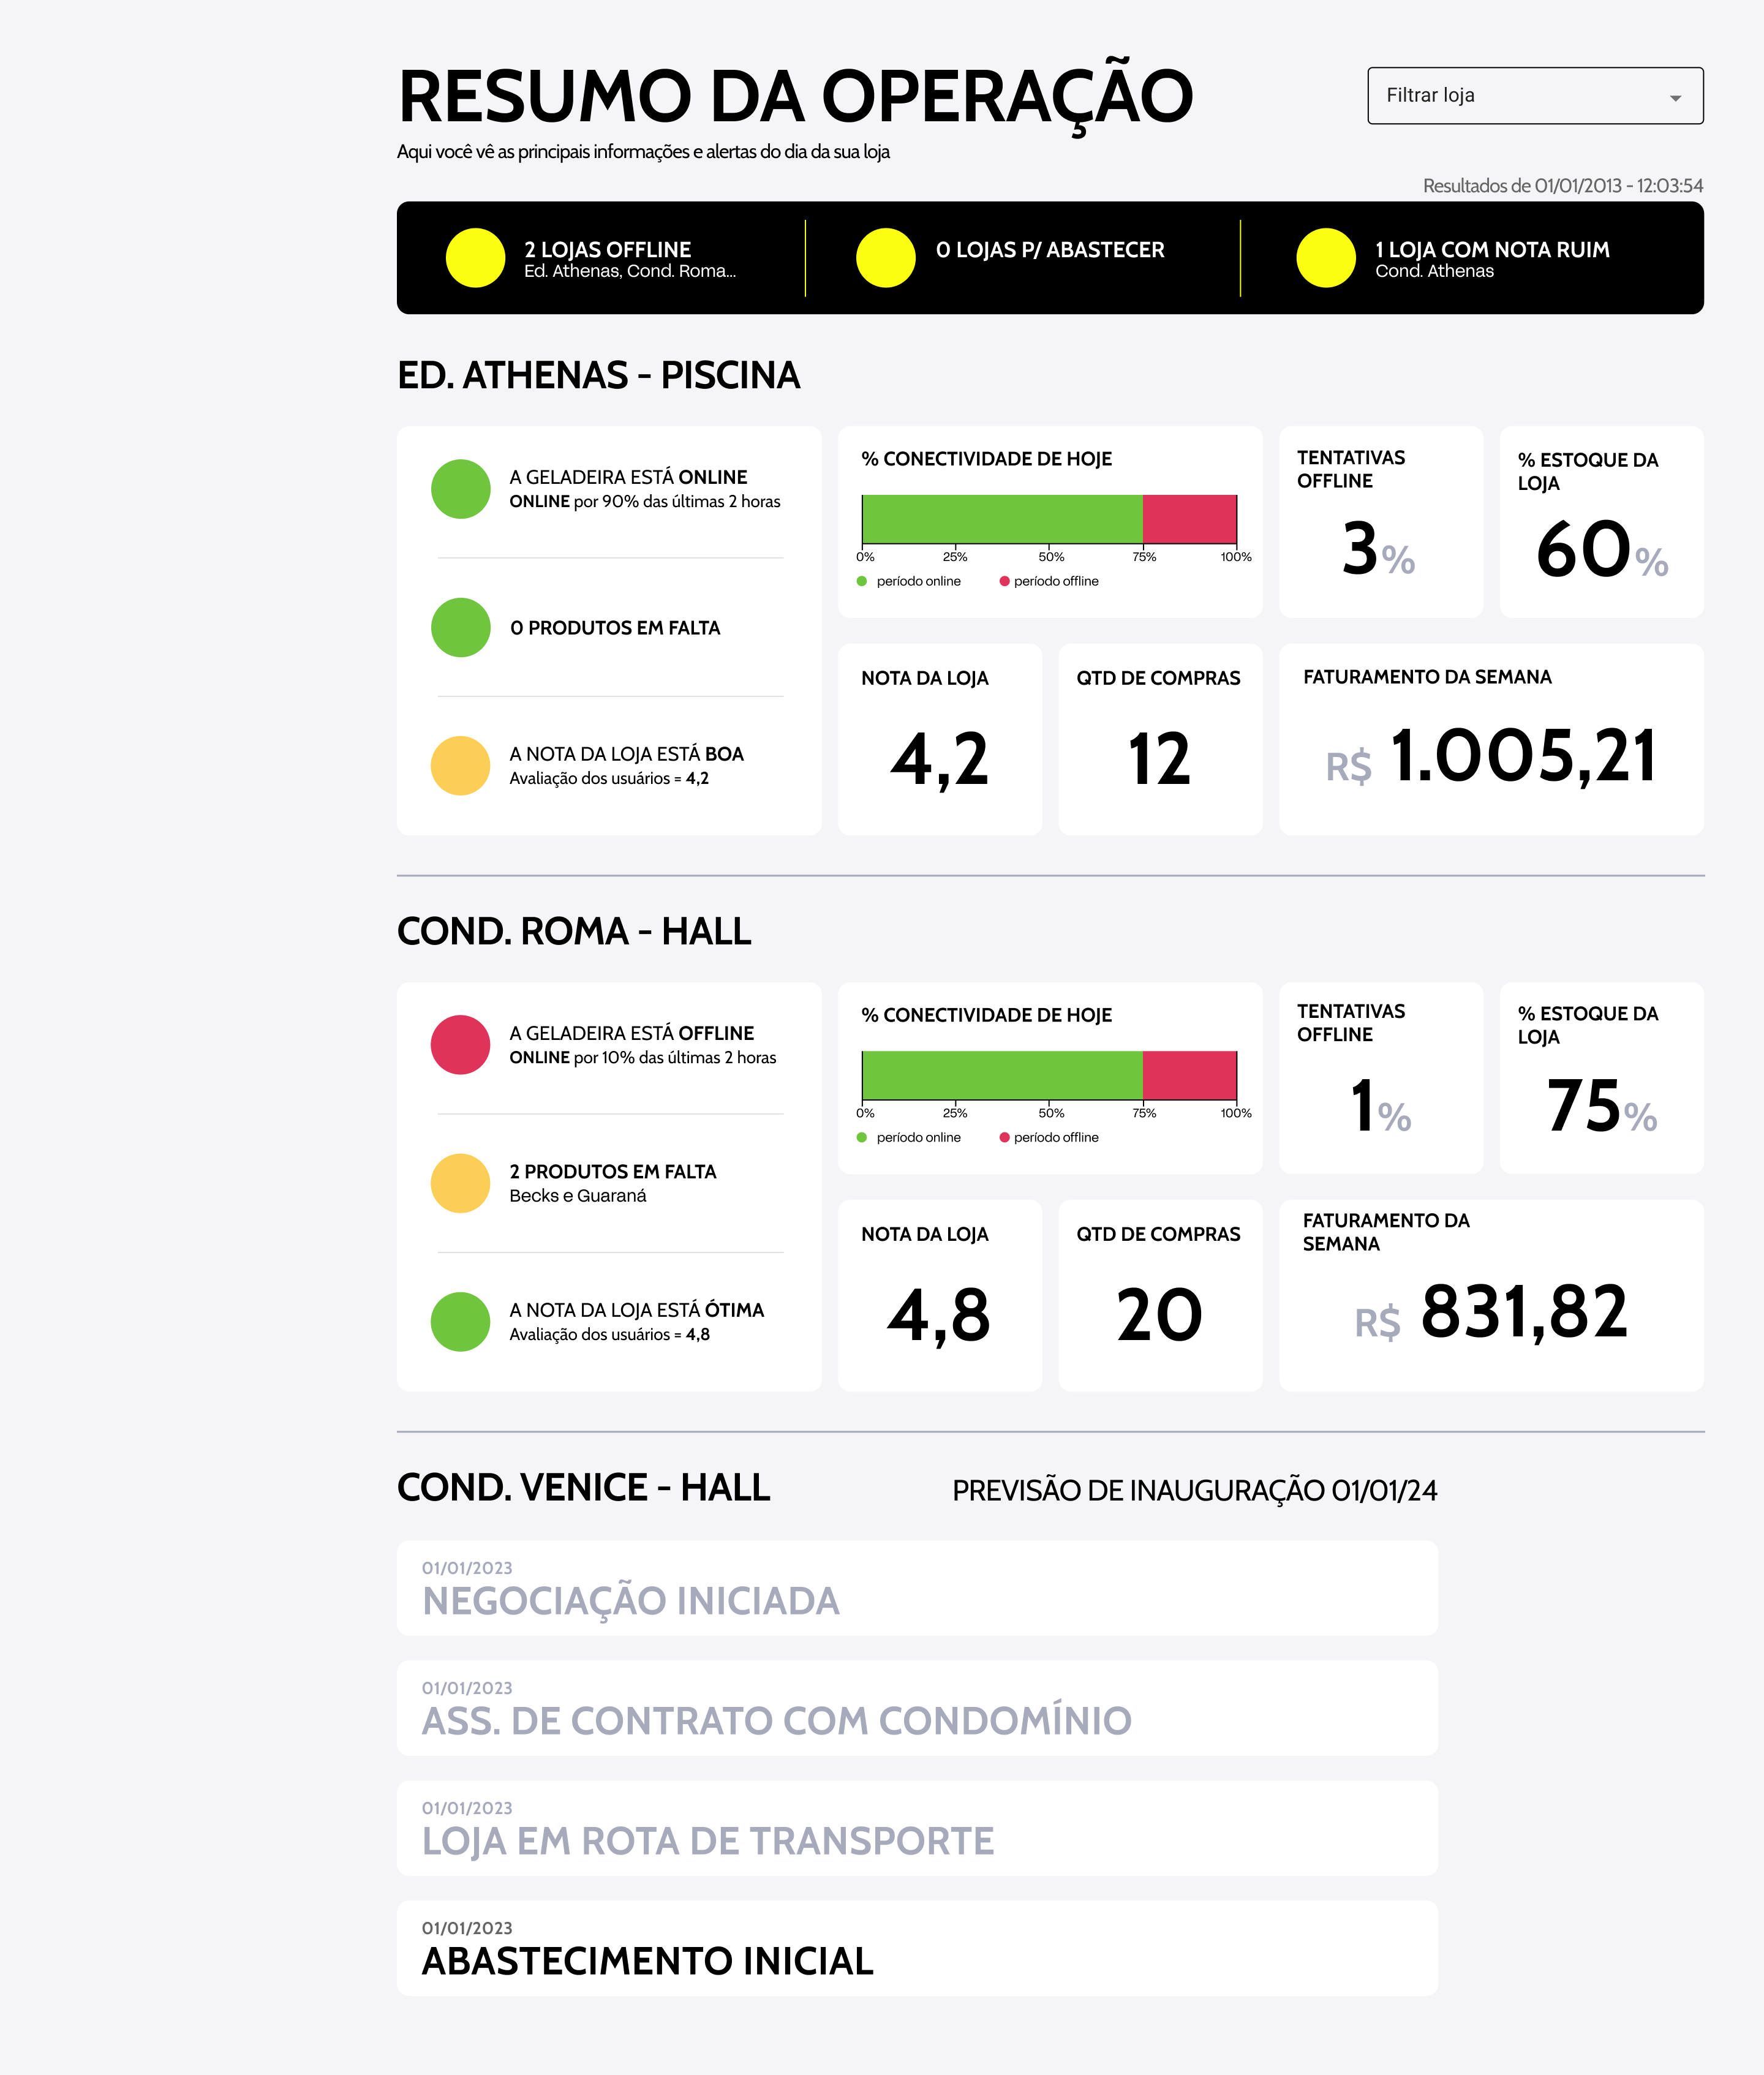 RESUMO DA OPERAÇÃO
Filtrar loja
Aqui você vê as principais informações e alertas do dia da sua loja
Resultados de 01/01/2013 - 12:03:54
2 LOJAS OFFLINE
Ed. Athenas, Cond. Roma...
0 LOJAS P/ ABASTECER
1 LOJA COM NOTA RUIM
Cond. Athenas
ED. ATHENAS - PISCINA
A GELADEIRA ESTÁ ONLINE
ONLINE por 90% das últimas 2 horas
0 PRODUTOS EM FALTA
A NOTA DA LOJA ESTÁ BOA
Avaliação dos usuários = 4,2
% CONECTIVIDADE DE HOJE
0% 25% 50% 75% 100%
período online período offline
TENTATIVAS
OFFLINE
3%
% ESTOQUE DA
LOJA
60%
NOTA DA LOJA
4,2
QTD DE COMPRAS
12
FATURAMENTO DA SEMANA
R$ 1.005,21
COND. ROMA - HALL
A GELADEIRA ESTÁ OFFLINE
ONLINE por 10% das últimas 2 horas
2 PRODUTOS EM FALTA
Becks e Guaraná
A NOTA DA LOJA ESTÁ ÓTIMA
Avaliação dos usuários = 4,8
% CONECTIVIDADE DE HOJE
0% 25% 50% 75% 100%
período online período offline
TENTATIVAS
OFFLINE
1%
% ESTOQUE DA
LOJA
75%
NOTA DA LOJA
4,8
QTD DE COMPRAS
20
FATURAMENTO DA
SEMANA
R$ 831,82
COND. VENICE - HALL
PREVISÃO DE INAUGURAÇÃO 01/01/24
01/01/2023
NEGOCIAÇÃO INICIADA
01/01/2023
ASS. DE CONTRATO COM CONDOMÍNIO
01/01/2023
LOJA EM ROTA DE TRANSPORTE
01/01/2023
ABASTECIMENTO INICIAL